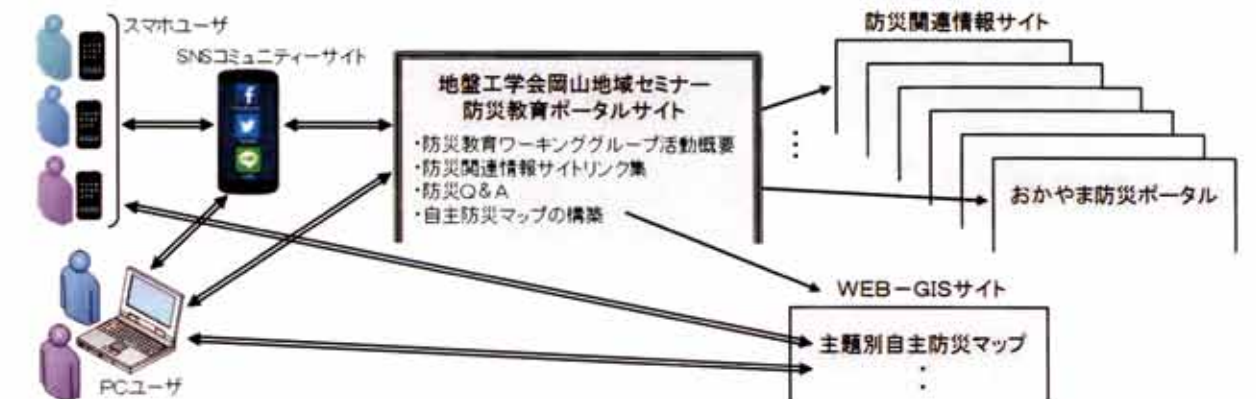 スマホユーザ
SNSコミュニティーサイト
地盤工学会岡山地域セミナー
防災教育ポータルサイト
・防災教育ワーキンググループ活動概要
・防災関連情報サイトリンク集
・防災Q&A
・自主防災マップの構築
防災関連情報サイト
おかやま防災ポータル
WEB-GISサイト
主題別自主防災マップ
PCユーザ